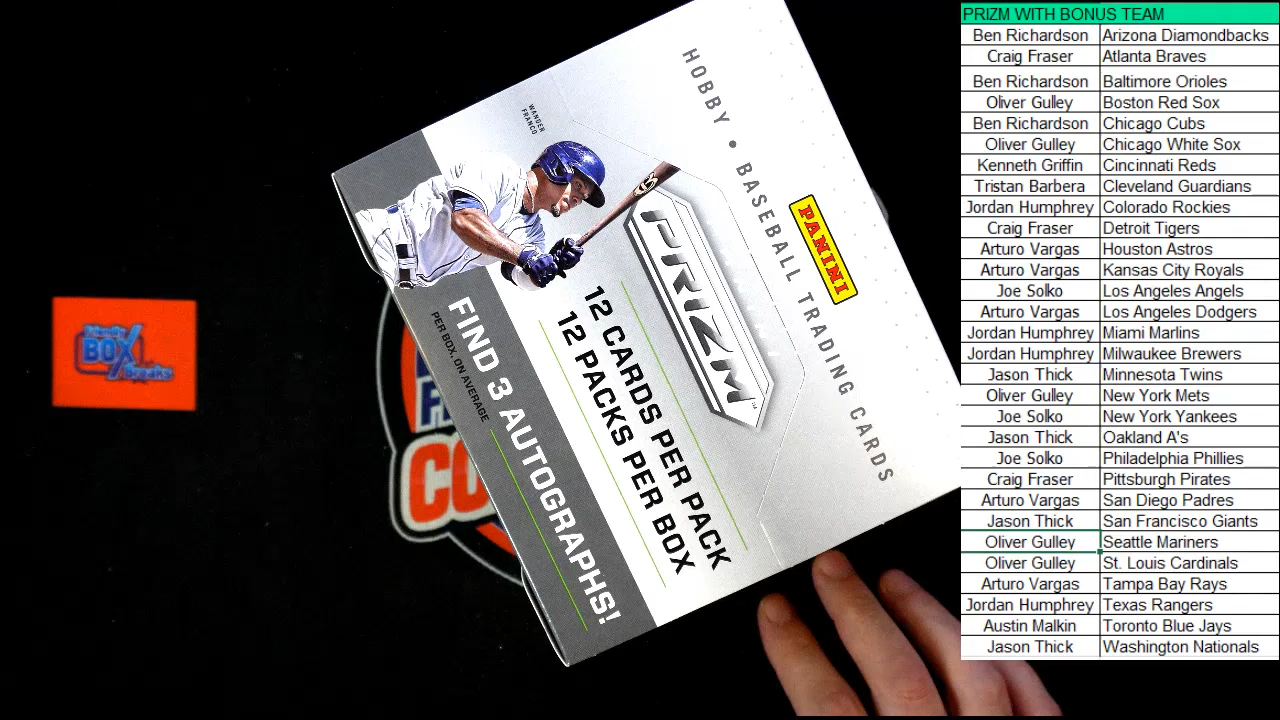 PRIZM WITH BONUS TEAM
Ben Richardson Arizona Diamondbacks
Craig Fraser Atlanta Braves
Ben Richardson Baltimore Orioles
Oliver Gulley Boston Red Sox
Ben Richardson Chicago Cubs
Oliver Gulley Chicago White Sox
Kenneth Griffin Cincinnati Reds
Tristan Barbera Cleveland Guardians
Jordan Humphrey Colorado Rockies
Craig Fraser Detroit Tigers
Arturo Vargas Houston Astros
Arturo Vargas Kansas City Royals
Joe Solko Los Angeles Angels
Arturo Vargas Los Angeles Dodgers
Jordan Humphrey Miami Marlins
Jordan Humphrey Milwaukee Brewers
Jason Thick Minnesota Twins
Oliver Gulley New York Mets
Joe Solko New York Yankees
Jason Thick Oakland A's
Joe Solko Philadelphia Phillies
Craig Fraser Pittsburgh Pirates
Arturo Vargas San Diego Padres
Jason Thick San Francisco Giants
Oliver Gulley Seattle Mariners
Oliver Gulley St. Louis Cardinals
Arturo Vargas Tampa Bay Rays
Jordan Humphrey Texas Rangers
Austin Malkin Toronto Blue Jays
Jason Thick Washington Nationals
HOBBY • BASEBALL TRADING CARDS
PANINI
PRIZM
WANDER
FRANCO
12 CARDS PER PACK
12 PACKS PER BOX
FIND 3 AUTOGRAPHS!
PER BOX, ON AVERAGE
BOX
Breaks
CO